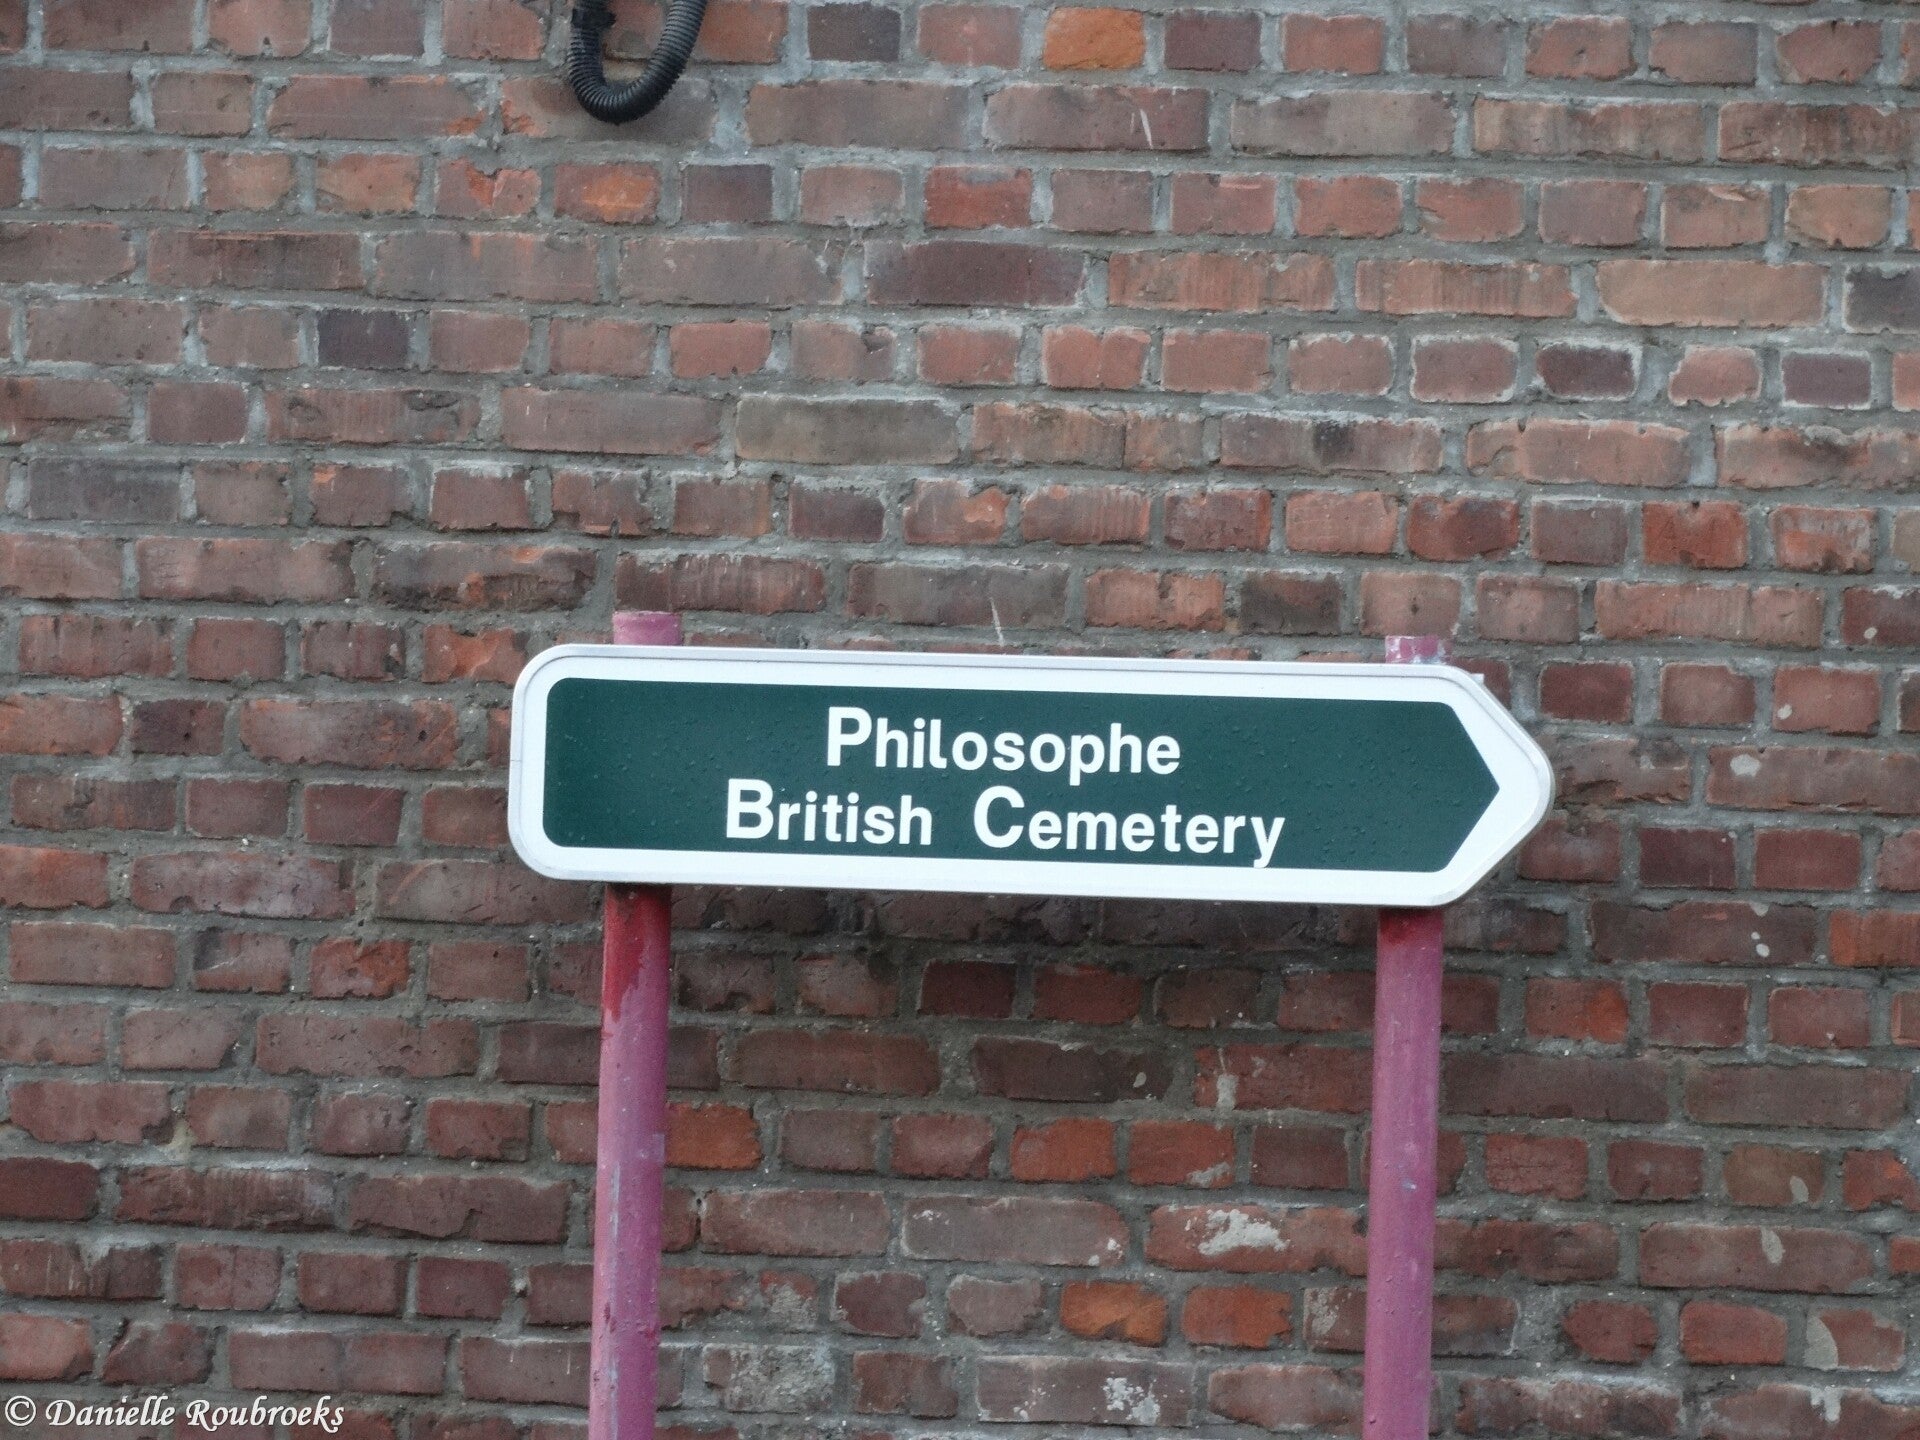 Philosophe
British Cemetery
© Danielle Roubroeks